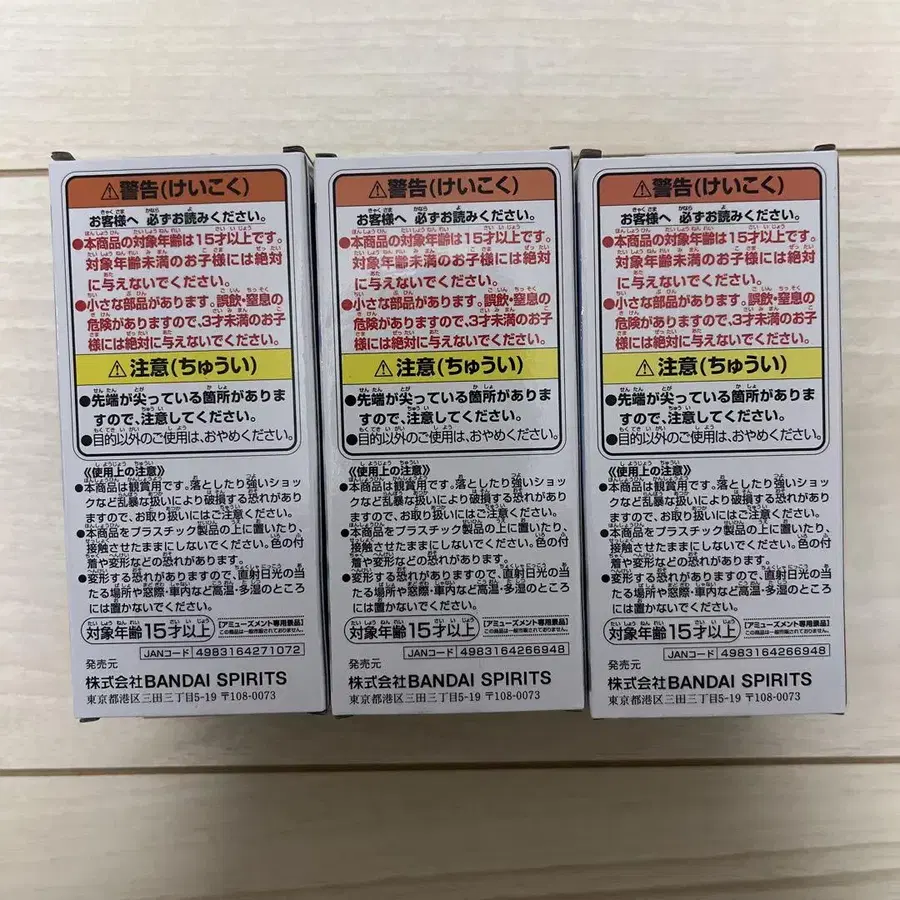 ⚠警告(けいこく)
お客様へ 必ずお読みください。
●本商品の対象年齢は15才以上です。
対象年齢未満のお子様には絶対
に与えないでください。
●小さな部品があります。誤飲・窒息の
危険がありますので、3才未満のお子
様には絶対に与えないでください。
⚠注意(ちゅうい)
●先端が尖っている箇所がありま
すので、注意してください。
●目的以外のご使用は、おやめください。
《使用上の注意》
●本商品は観賞用です。落としたり強いショッ
クなど乱暴な扱いにより破損する恐れがあり
ますので、お取り扱いにはご注意ください。
●本商品をプラスチック製品の上に置いたり、
接触させたままにしないでください。色の付
着や変形などの恐れがあります。
●変形する恐れがありますので、直射日光の当
たる場所や窓際・車内など高温・多湿のところ
には置かないでください。
対象年齢15才以上
【アミューズメント専用景品】
この商品は一般市販されておりません。
JANコード 4983164271072
発売元
株式会社BANDAI SPIRITS
東京都港区三田三丁目5-19 〒108-0073
⚠警告(けいこく)
お客様へ 必ずお読みください。
●本商品の対象年齢は15才以上です。
対象年齢未満のお子様には絶対
に与えないでください。
●小さな部品があります。誤飲・窒息の
危険がありますので、3才未満のお子
様には絶対に与えないでください。
⚠注意(ちゅうい)
●先端が尖っている箇所がありま
すので、注意してください。
●目的以外のご使用は、おやめください。
《使用上の注意》
●本商品は観賞用です。落としたり強いショッ
クなど乱暴な扱いにより破損する恐れがあり
ますので、お取り扱いにはご注意ください。
●本商品をプラスチック製品の上に置いたり、
接触させたままにしないでください。色の付
着や変形などの恐れがあります。
●変形する恐れがありますので、直射日光の当
たる場所や窓際・車内など高温・多湿のところ
には置かないでください。
対象年齢15才以上
【アミューズメント専用景品】
この商品は一般市販されておりません。
JANコード 4983164266948
発売元
株式会社BANDAI SPIRITS
東京都港区三田三丁目5-19 〒108-0073
⚠警告(けいこく)
お客様へ 必ずお読みください。
●本商品の対象年齢は15才以上です。
対象年齢未満のお子様には絶対
に与えないでください。
●小さな部品があります。誤飲・窒息の
危険がありますので、3才未満のお子
様には絶対に与えないでください。
⚠注意(ちゅうい)
●先端が尖っている箇所がありま
すので、注意してください。
●目的以外のご使用は、おやめください。
《使用上の注意》
●本商品は観賞用です。落としたり強いショッ
クなど乱暴な扱いにより破損する恐れがあり
ますので、お取り扱いにはご注意ください。
●本商品をプラスチック製品の上に置いたり、
接触させたままにしないでください。色の付
着や変形などの恐れがあります。
●変形する恐れがありますので、直射日光の当
たる場所や窓際・車内など高温・多湿のところ
には置かないでください。
対象年齢15才以上
【アミューズメント専用景品】
この商品は一般市販されておりません。
JANコード 4983164266948
発売元
株式会社BANDAI SPIRITS
東京都港区三田三丁目5-19 〒108-0073